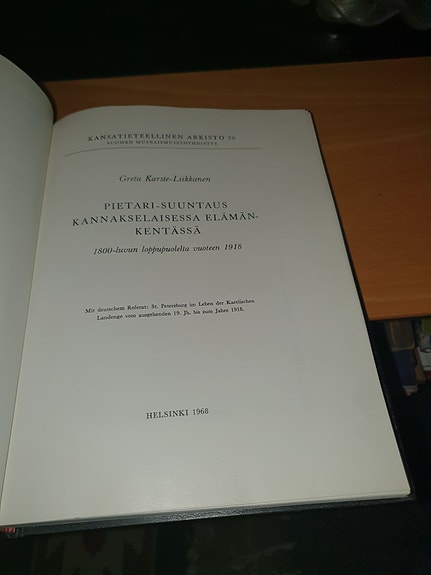 KANSATIETEELLINEN ARKISTO 20
SUOMEN MUINAISMUISTOYHDISTYS
Greta Karste-Liikkanen
PIETARI-SUUNTAUS
KANNAKSELAISESSA ELÄMÄN-
KENTÄSSÄ
1800-luvun loppupuolelta vuoteen 1918
Mit deutschem Referat: St. Petersburg im Leben der Karelischen
Landenge vom ausgehenden 19. Jh. bis zum Jahre 1918.
HELSINKI 1968